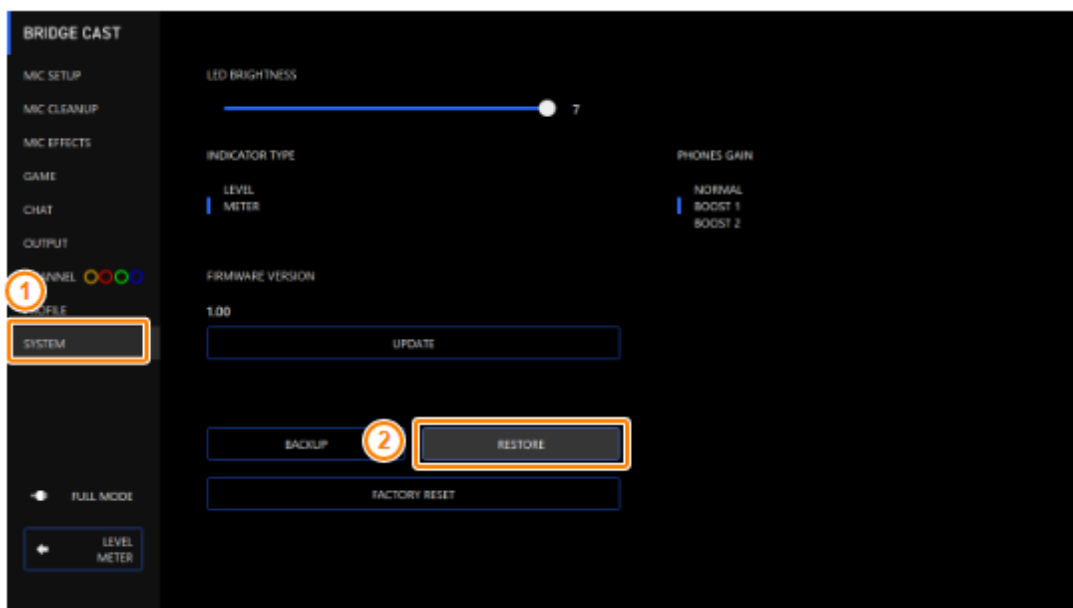 BRIDGE CAST
MIC SETUP
MIC CLEANUP
MIC EFFECTS
GAME
CHAT
OUTPUT
1
SYSTEM
FULL MODE
LEVEL
METER
LED BRIGHTNESS
7
INDICATOR TYPE
LEVEL
METER
PHONES GAIN
NORMAL
BOOST 1
BOOST 2
FIRMWARE VERSION
1.00
UPDATE
BACKUP
2
RESTORE
FACTORY RESET